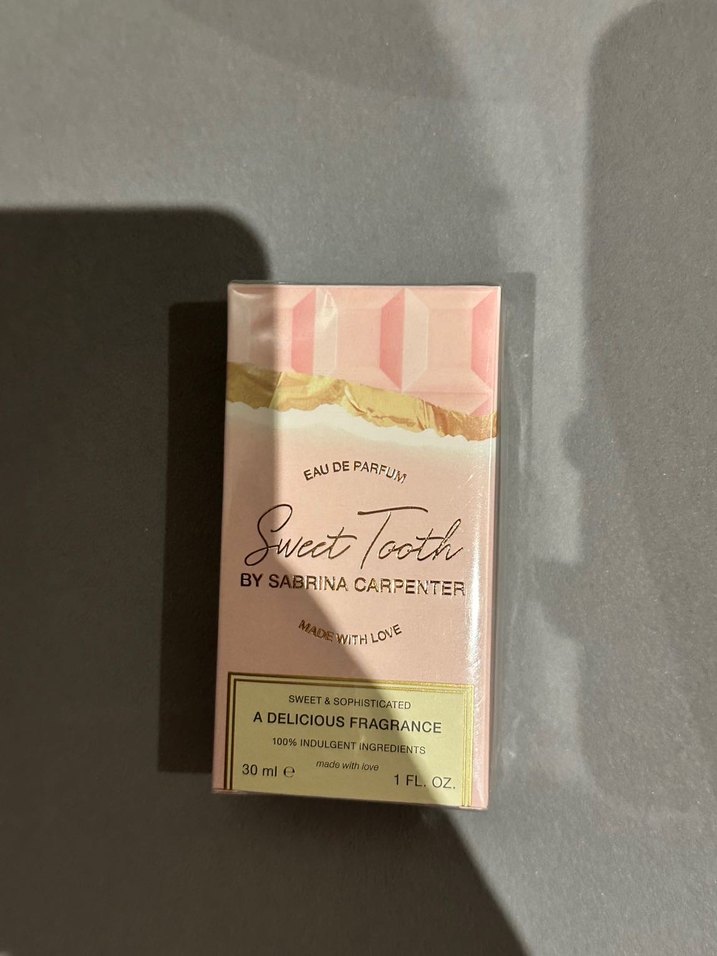 EAU DE PARFUM
Sweet Tooth
BY SABRINA CARPENTER
MADE WITH LOVE
SWEET & SOPHISTICATED
A DELICIOUS FRAGRANCE
100% INDULGENT INGREDIENTS
made with love
30 ml ℮ 1 FL. OZ.